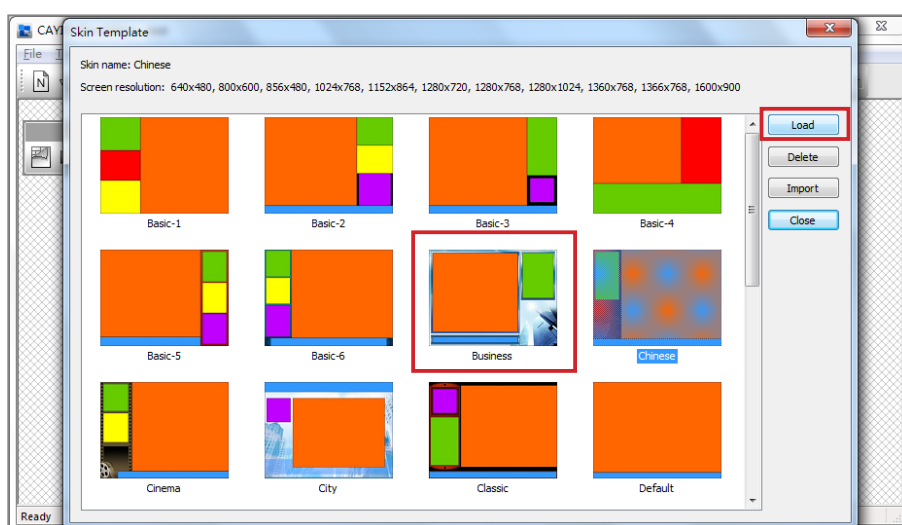 CAYI
Skin Template
File
Skin name: Chinese
Screen resolution: 640x480, 800x600, 856x480, 1024x768, 1152x864, 1280x720, 1280x768, 1280x1024, 1360x768, 1366x768, 1600x900
N
Load
Delete
Import
Close
Basic-1
Basic-2
Basic-3
Basic-4
Basic-5
Basic-6
Business
Chinese
Cinema
City
Classic
Default
Ready